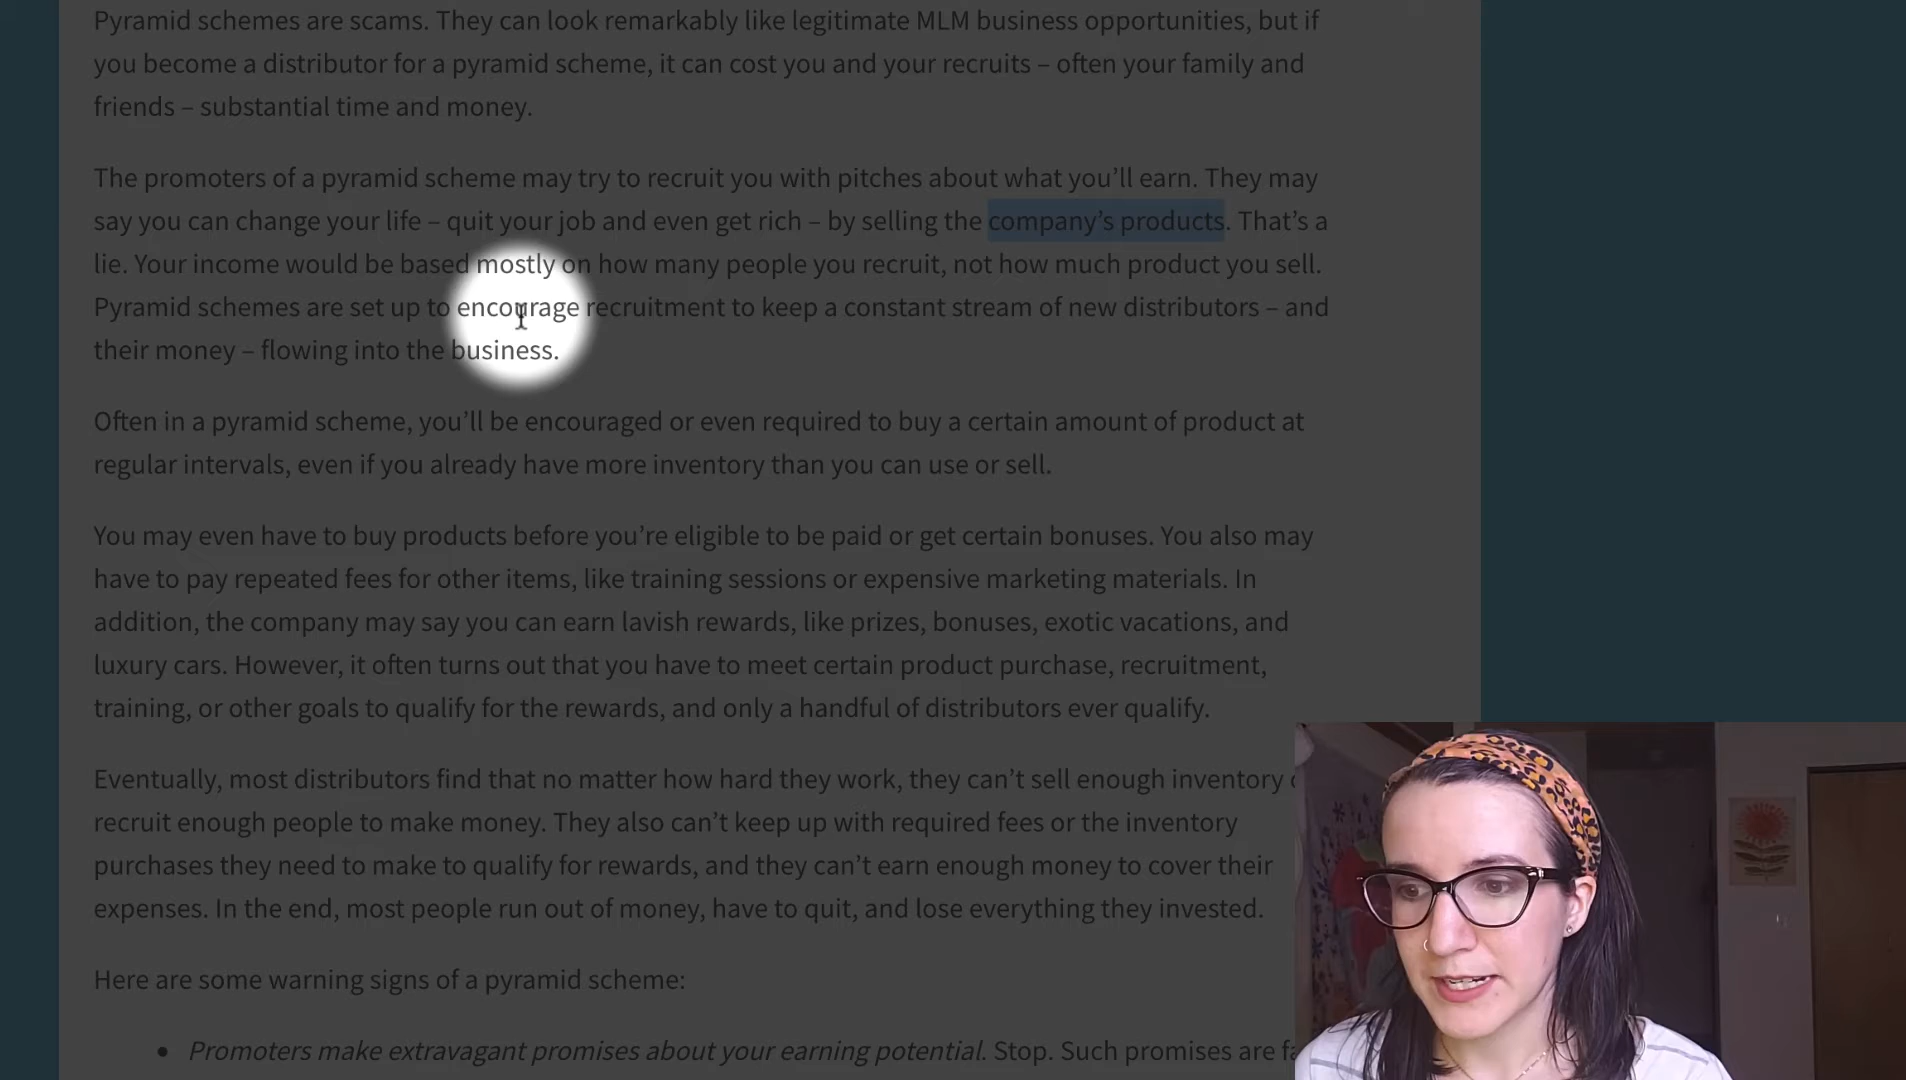 Pyramid schemes are scams. They can look remarkably like legitimate MLM business opportunities, but if
you become a distributor for a pyramid scheme, it can cost you and your recruits – often your family and
friends – substantial time and money.
The promoters of a pyramid scheme may try to recruit you with pitches about what you’ll earn. They may
say you can change your life – quit your job and even get rich – by selling the company’s products. That’s a
lie. Your income would be based mostly on how many people you recruit, not how much product you sell.
Pyramid schemes are set up to encourage recruitment to keep a constant stream of new distributors – and
their money – flowing into the business.
Often in a pyramid scheme, you’ll be encouraged or even required to buy a certain amount of product at
regular intervals, even if you already have more inventory than you can use or sell.
You may even have to buy products before you’re eligible to be paid or get certain bonuses. You also may
have to pay repeated fees for other items, like training sessions or expensive marketing materials. In
addition, the company may say you can earn lavish rewards, like prizes, bonuses, exotic vacations, and
luxury cars. However, it often turns out that you have to meet certain product purchase, recruitment,
training, or other goals to qualify for the rewards, and only a handful of distributors ever qualify.
Eventually, most distributors find that no matter how hard they work, they can’t sell enough inventory
recruit enough people to make money. They also can’t keep up with required fees or the inventory
purchases they need to make to qualify for rewards, and they can’t earn enough money to cover their
expenses. In the end, most people run out of money, have to quit, and lose everything they invested.
Here are some warning signs of a pyramid scheme:
• Promoters make extravagant promises about your earning potential. Stop. Such promises are